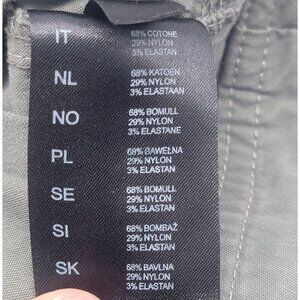 IT
68% COTONE
29% NYLON
3% ELASTAN
NL
68% KATOEN
29% NYLON
3% ELASTAAN
NO
68% BOMULL
29% NYLON
3% ELASTANE
PL
68% BAWEŁNA
29% NYLON
3% ELASTAN
SE
68% BOMULL
29% NYLON
3% ELASTAN
SI
68% BOMBAŽ
29% NYLON
3% ELASTAN
SK
68% BAVLNA
29% NYLON
3% ELASTAN